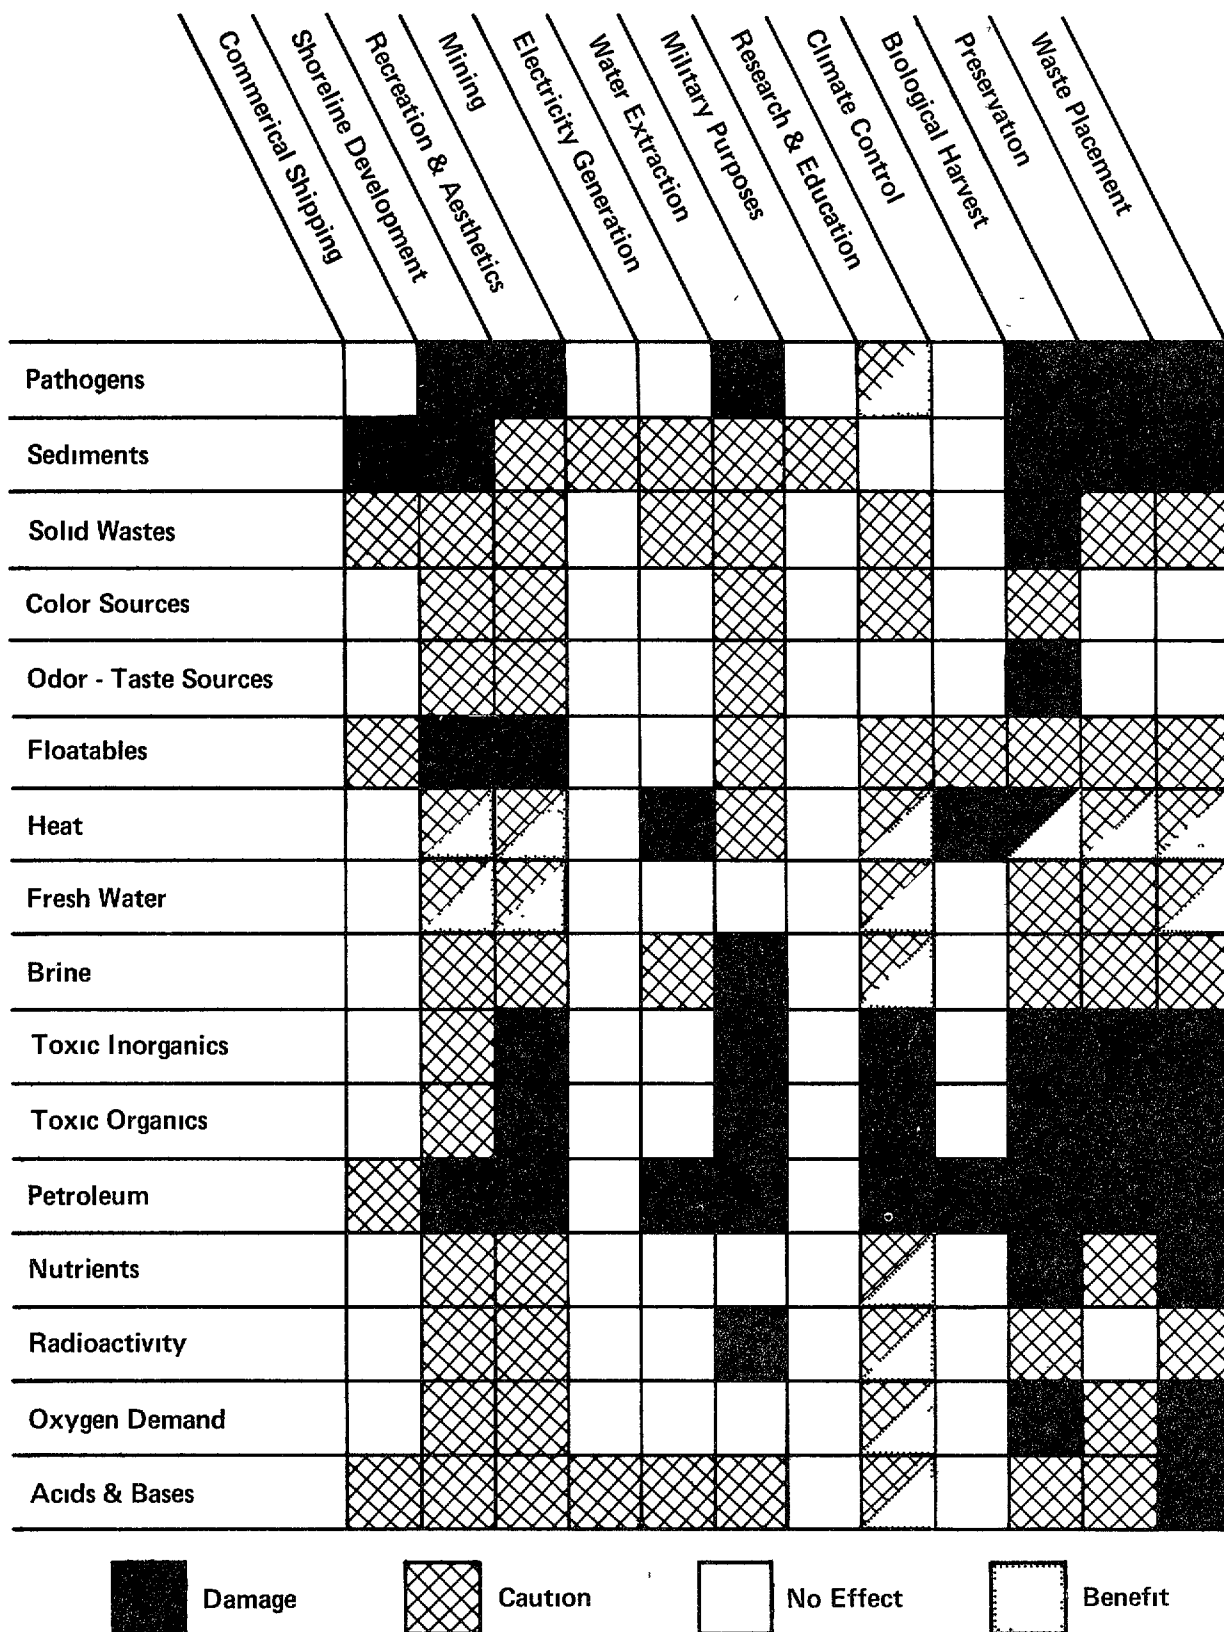 Commerical Shipping
Shoreline Development
Recreation & Aesthetics
Mining
Electricity Generation
Water Extraction
Military Purposes
Research & Education
Climate Control
Biological Harvest
Preservation
Waste Placement
Pathogens
Sediments
Solid Wastes
Color Sources
Odor - Taste Sources
Floatables
Heat
Fresh Water
Brine
Toxic Inorganics
Toxic Organics
Petroleum
Nutrients
Radioactivity
Oxygen Demand
Acids & Bases
Damage Caution No Effect Benefit